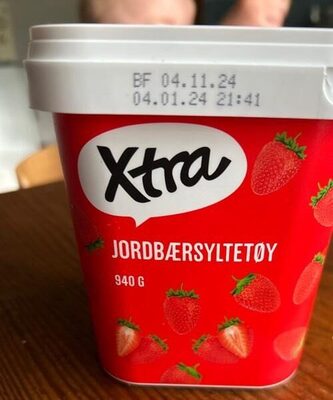 BF 04.11.24
04.01.24 21:41
Xtra
JORDBÆRSYLTETØY
940 G